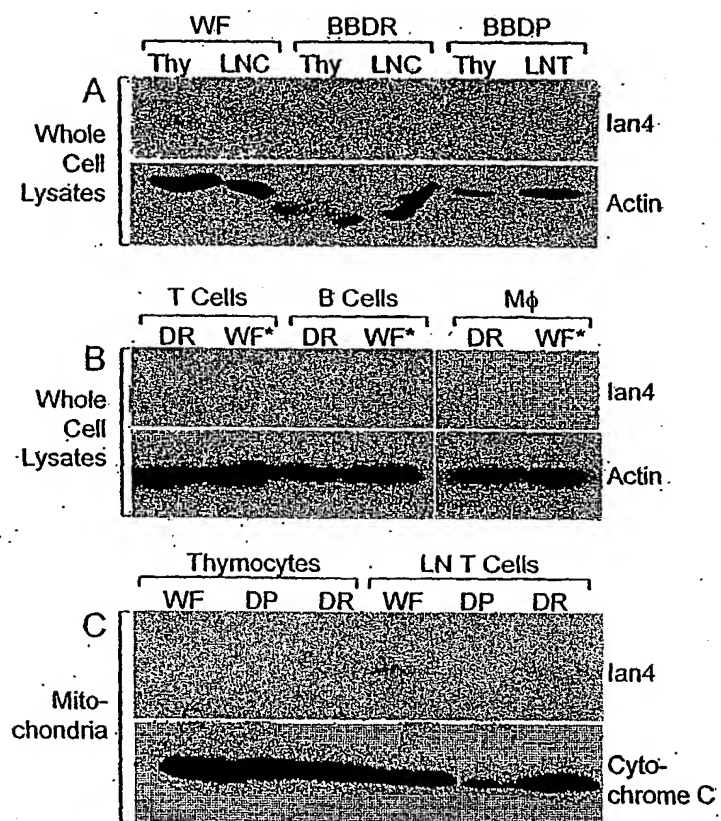 WF BBDR BBDP
Thy LNC Thy LNC Thy LNT
A
Whole
Cell
Lysates
Ian4
Actin
T Cells B Cells Mϕ
DR WF* DR WF* DR WF*
B
Whole
Cell
Lysates
Ian4
Actin
Thymocytes LN T Cells
WF DP DR WF DP DR
C
Mito-
chondria
Ian4
Cyto-
chrome C